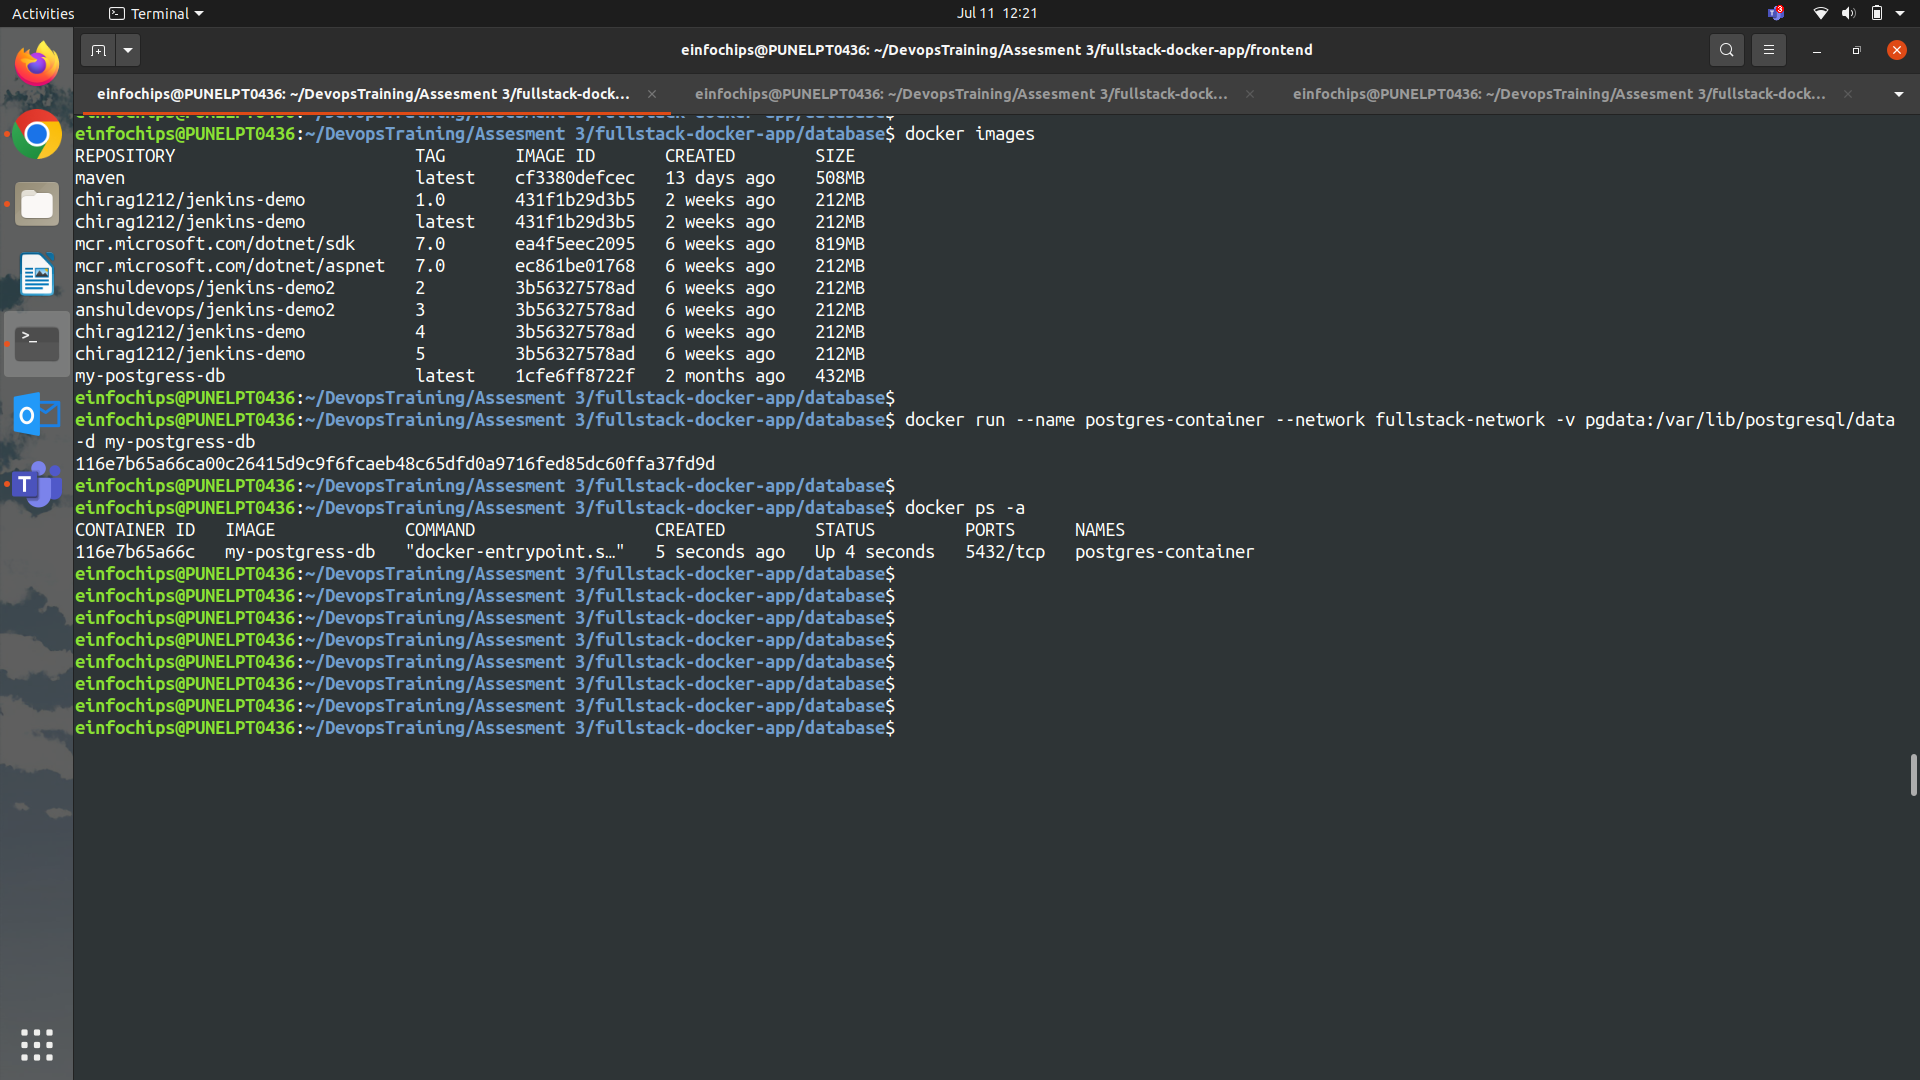 Activities Terminal Jul 11 12:21 3
einfochips@PUNELPT0436: ~/DevopsTraining/Assesment 3/fullstack-docker-app/frontend
einfochips@PUNELPT0436: ~/DevopsTraining/Assesment 3/fullstack-dock... × einfochips@PUNELPT0436: ~/DevopsTraining/Assesment 3/fullstack-dock... × einfochips@PUNELPT0436: ~/DevopsTraining/Assesment 3/fullstack-dock... ×
einfochips@PUNELPT0436:~/DevopsTraining/Assesment 3/fullstack-docker-app/database$
einfochips@PUNELPT0436:~/DevopsTraining/Assesment 3/fullstack-docker-app/database$ docker images
REPOSITORY TAG IMAGE ID CREATED SIZE
maven latest cf3380defcec 13 days ago 508MB
chirag1212/jenkins-demo 1.0 431f1b29d3b5 2 weeks ago 212MB
chirag1212/jenkins-demo latest 431f1b29d3b5 2 weeks ago 212MB
mcr.microsoft.com/dotnet/sdk 7.0 ea4f5eec2095 6 weeks ago 819MB
mcr.microsoft.com/dotnet/aspnet 7.0 ec861be01768 6 weeks ago 212MB
anshuldevops/jenkins-demo2 2 3b56327578ad 6 weeks ago 212MB
anshuldevops/jenkins-demo2 3 3b56327578ad 6 weeks ago 212MB
chirag1212/jenkins-demo 4 3b56327578ad 6 weeks ago 212MB
chirag1212/jenkins-demo 5 3b56327578ad 6 weeks ago 212MB
my-postgress-db latest 1cfe6ff8722f 2 months ago 432MB
einfochips@PUNELPT0436:~/DevopsTraining/Assesment 3/fullstack-docker-app/database$
einfochips@PUNELPT0436:~/DevopsTraining/Assesment 3/fullstack-docker-app/database$ docker run --name postgres-container --network fullstack-network -v pgdata:/var/lib/postgresql/data
-d my-postgress-db
116e7b65a66ca00c26415d9c9f6fcaeb48c65dfd0a9716fed85dc60ffa37fd9d
einfochips@PUNELPT0436:~/DevopsTraining/Assesment 3/fullstack-docker-app/database$
einfochips@PUNELPT0436:~/DevopsTraining/Assesment 3/fullstack-docker-app/database$ docker ps -a
CONTAINER ID IMAGE COMMAND CREATED STATUS PORTS NAMES
116e7b65a66c my-postgress-db "docker-entrypoint.s…" 5 seconds ago Up 4 seconds 5432/tcp postgres-container
einfochips@PUNELPT0436:~/DevopsTraining/Assesment 3/fullstack-docker-app/database$
einfochips@PUNELPT0436:~/DevopsTraining/Assesment 3/fullstack-docker-app/database$
einfochips@PUNELPT0436:~/DevopsTraining/Assesment 3/fullstack-docker-app/database$
einfochips@PUNELPT0436:~/DevopsTraining/Assesment 3/fullstack-docker-app/database$
einfochips@PUNELPT0436:~/DevopsTraining/Assesment 3/fullstack-docker-app/database$
einfochips@PUNELPT0436:~/DevopsTraining/Assesment 3/fullstack-docker-app/database$
einfochips@PUNELPT0436:~/DevopsTraining/Assesment 3/fullstack-docker-app/database$
einfochips@PUNELPT0436:~/DevopsTraining/Assesment 3/fullstack-docker-app/database$